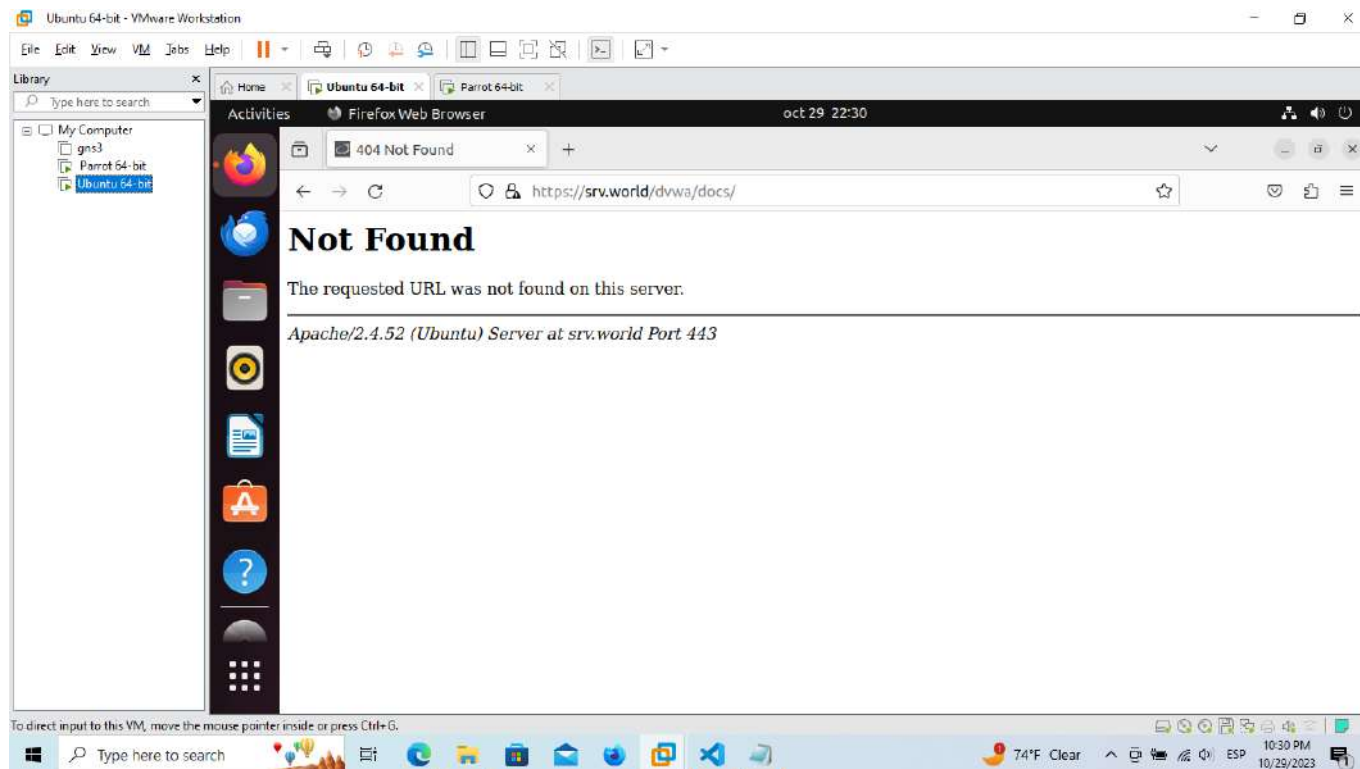 Ubuntu 64-bit - VMware Workstation
File Edit View VM Tabs Help
Library
Type here to search
My Computer
gns3
Parrot 64-bit
Ubuntu 64-bit
Home Ubuntu 64-bit Parrot 64-bit
Activities Firefox Web Browser oct 29 22:30
404 Not Found
https://srv.world/dvwa/docs/
Not Found
The requested URL was not found on this server.
Apache/2.4.52 (Ubuntu) Server at srv.world Port 443
To direct input to this VM, move the mouse pointer inside or press Ctrl+G.
Type here to search
74°F Clear
ESP
10:30 PM
10/29/2023